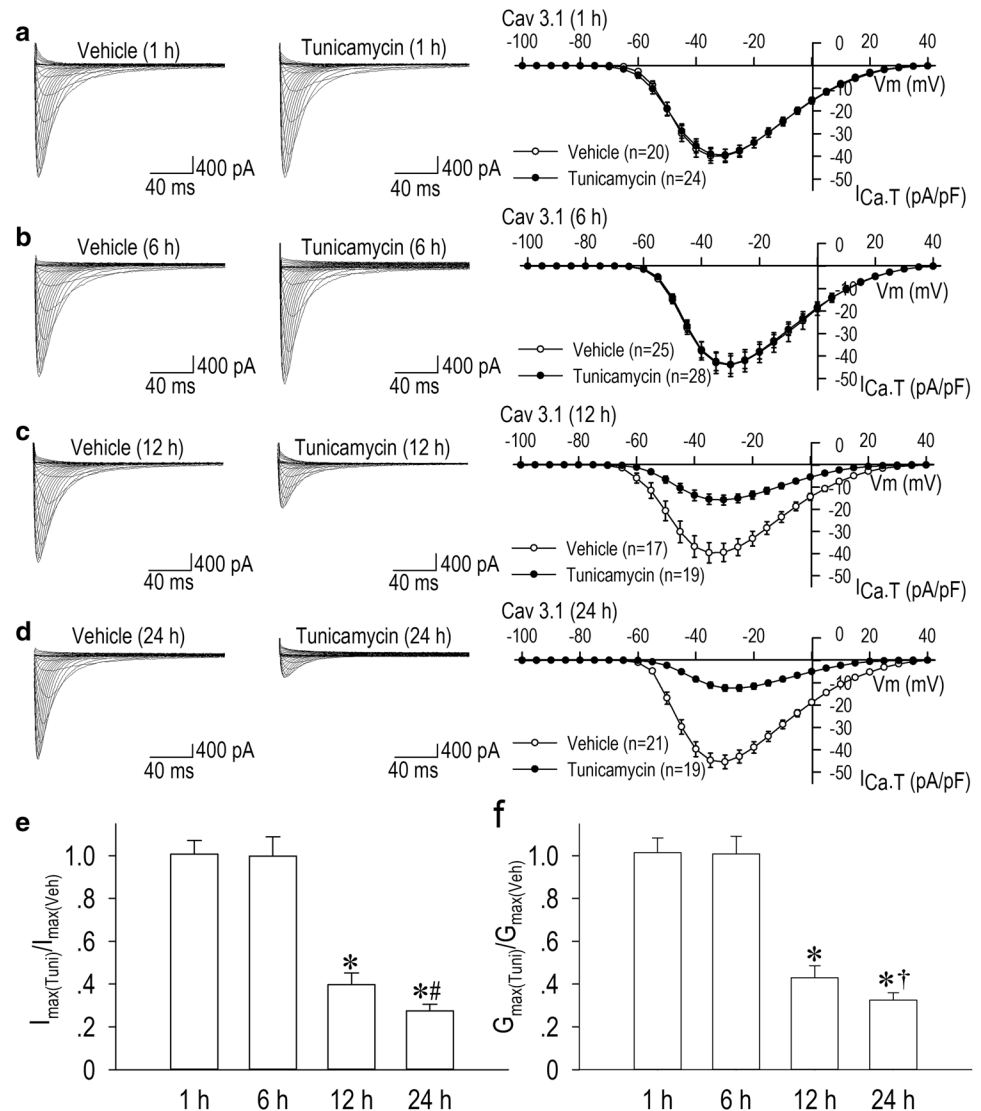 a
Vehicle (1 h)
Tunicamycin (1 h)
Cav 3.1 (1 h)
-100 -80 -60 -40 -20 0 20 40
Vm (mV)
-10
-20
-30
-40
-50
Vehicle (n=20)
Tunicamycin (n=24)
ICa.T (pA/pF)
400 pA
40 ms
400 pA
40 ms
b
Vehicle (6 h)
Tunicamycin (6 h)
Cav 3.1 (6 h)
-100 -80 -60 -40 -20 0 20 40
Vm (mV)
-10
-20
-30
-40
-50
Vehicle (n=25)
Tunicamycin (n=28)
ICa.T (pA/pF)
400 pA
40 ms
400 pA
40 ms
c
Vehicle (12 h)
Tunicamycin (12 h)
Cav 3.1 (12 h)
-100 -80 -60 -40 -20 0 20 40
Vm (mV)
-10
-20
-30
-40
-50
Vehicle (n=17)
Tunicamycin (n=19)
ICa.T (pA/pF)
400 pA
40 ms
400 pA
40 ms
d
Vehicle (24 h)
Tunicamycin (24 h)
Cav 3.1 (24 h)
-100 -80 -60 -40 -20 0 20 40
Vm (mV)
-10
-20
-30
-40
-50
Vehicle (n=21)
Tunicamycin (n=19)
ICa.T (pA/pF)
400 pA
40 ms
400 pA
40 ms
e
Imax(Tuni)/Imax(Veh)
1.0
.8
.6
.4
.2
0
*
*#
1 h 6 h 12 h 24 h
f
Gmax(Tuni)/Gmax(Veh)
1.0
.8
.6
.4
.2
0
*
*†
1 h 6 h 12 h 24 h